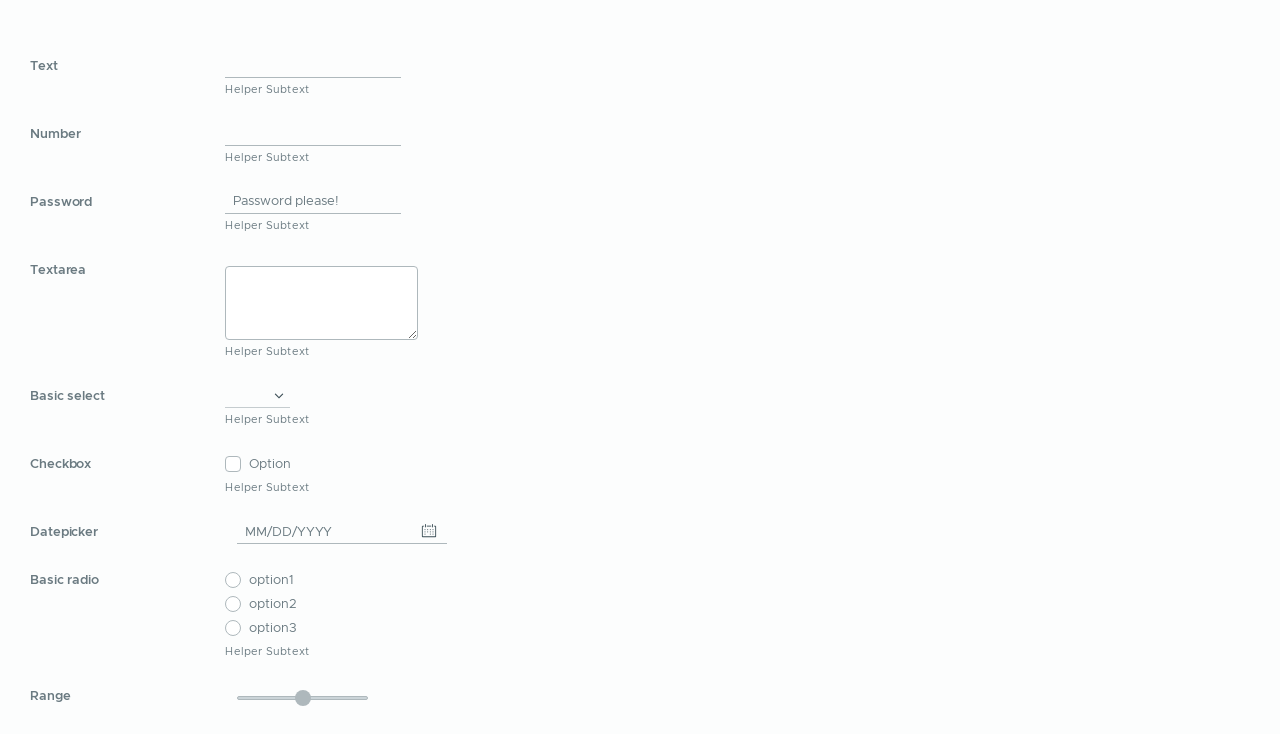 Text
Helper Subtext
Number
Helper Subtext
Password Password please!
Helper Subtext
Textarea
Helper Subtext
Basic select
Helper Subtext
Checkbox Option
Helper Subtext
Datepicker MM/DD/YYYY
Basic radio option1
option2
option3
Helper Subtext
Range